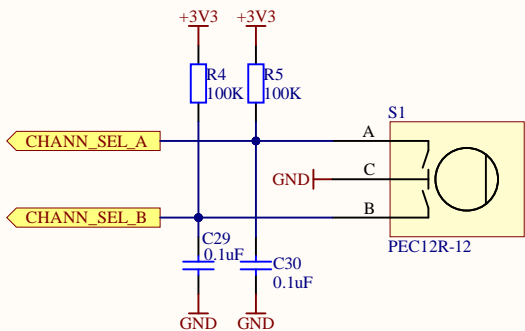 +3V3 +3V3
R4 R5
100K 100K
S1
CHANN_SEL_A A
GND C
CHANN_SEL_B B
PEC12R-12
C29
0.1uF
C30
0.1uF
GND GND